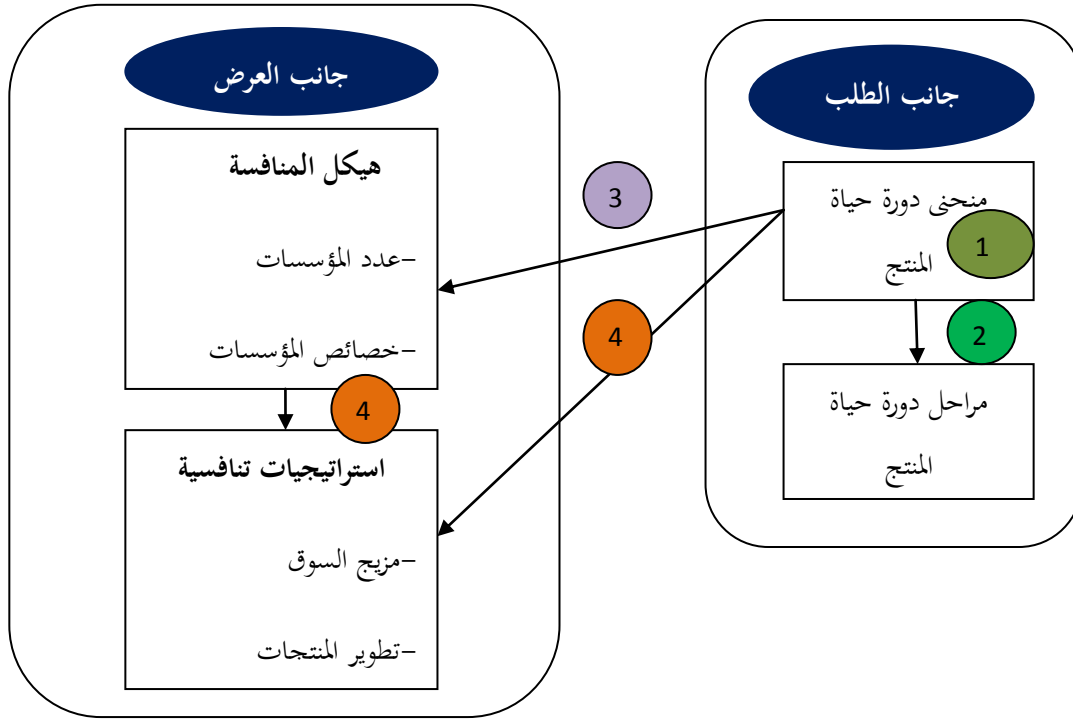 جانب الطلب
منحنى دورة حياة
المنتج
1
2
مراحل دورة حياة
المنتج
3
4
جانب العرض
هيكل المنافسة
-عدد المؤسسات
-خصائص المؤسسات
4
استراتيجيات تنافسية
-مزيج السوق
-تطوير المنتجات